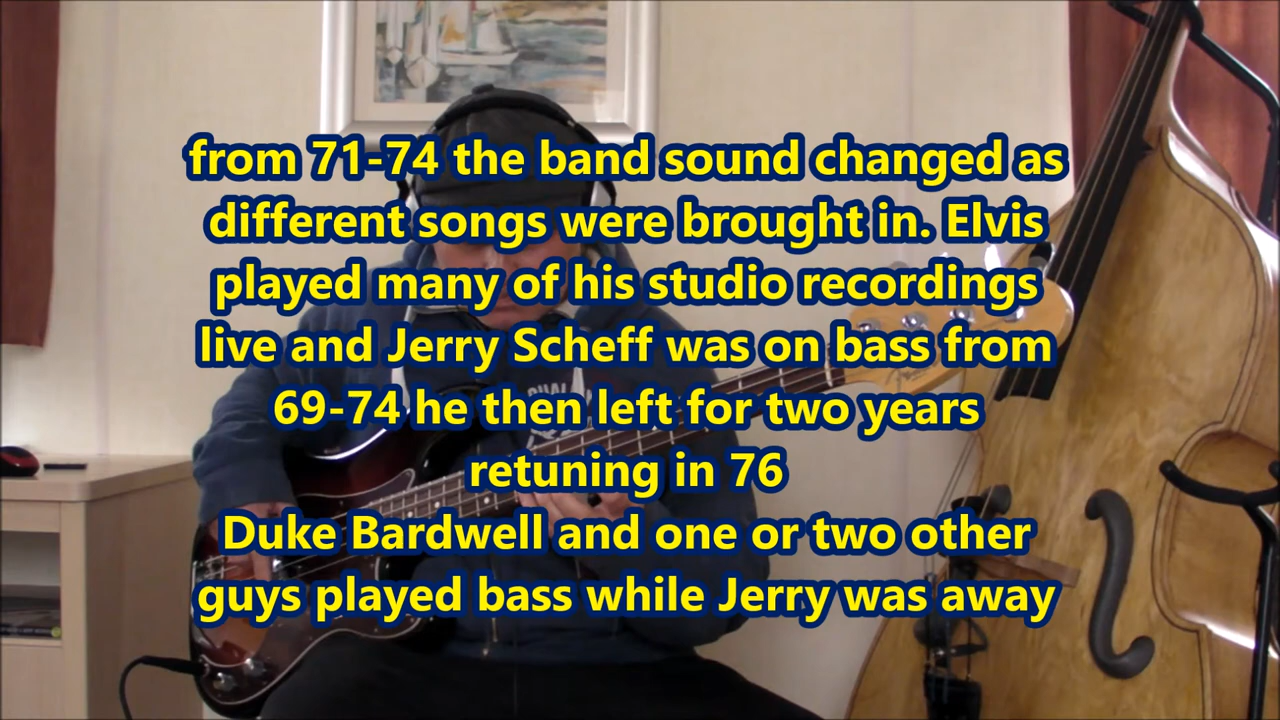 from 71-74 the band sound changed as
different songs were brought in. Elvis
played many of his studio recordings
live and Jerry Scheff was on bass from
69-74 he then left for two years
retuning in 76
Duke Bardwell and one or two other
guys played bass while Jerry was away